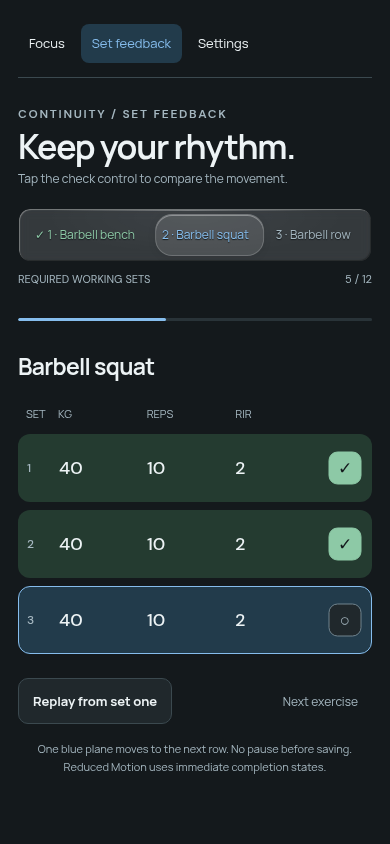 Focus Set feedback Settings
CONTINUITY / SET FEEDBACK
Keep your rhythm.
Tap the check control to compare the movement.
✓ 1 · Barbell bench 2 · Barbell squat 3 · Barbell row
REQUIRED WORKING SETS 5 / 12
Barbell squat
SET KG REPS RIR
1 40 10 2 ✓
2 40 10 2 ✓
3 40 10 2 ○
Replay from set one Next exercise
One blue plane moves to the next row. No pause before saving.
Reduced Motion uses immediate completion states.